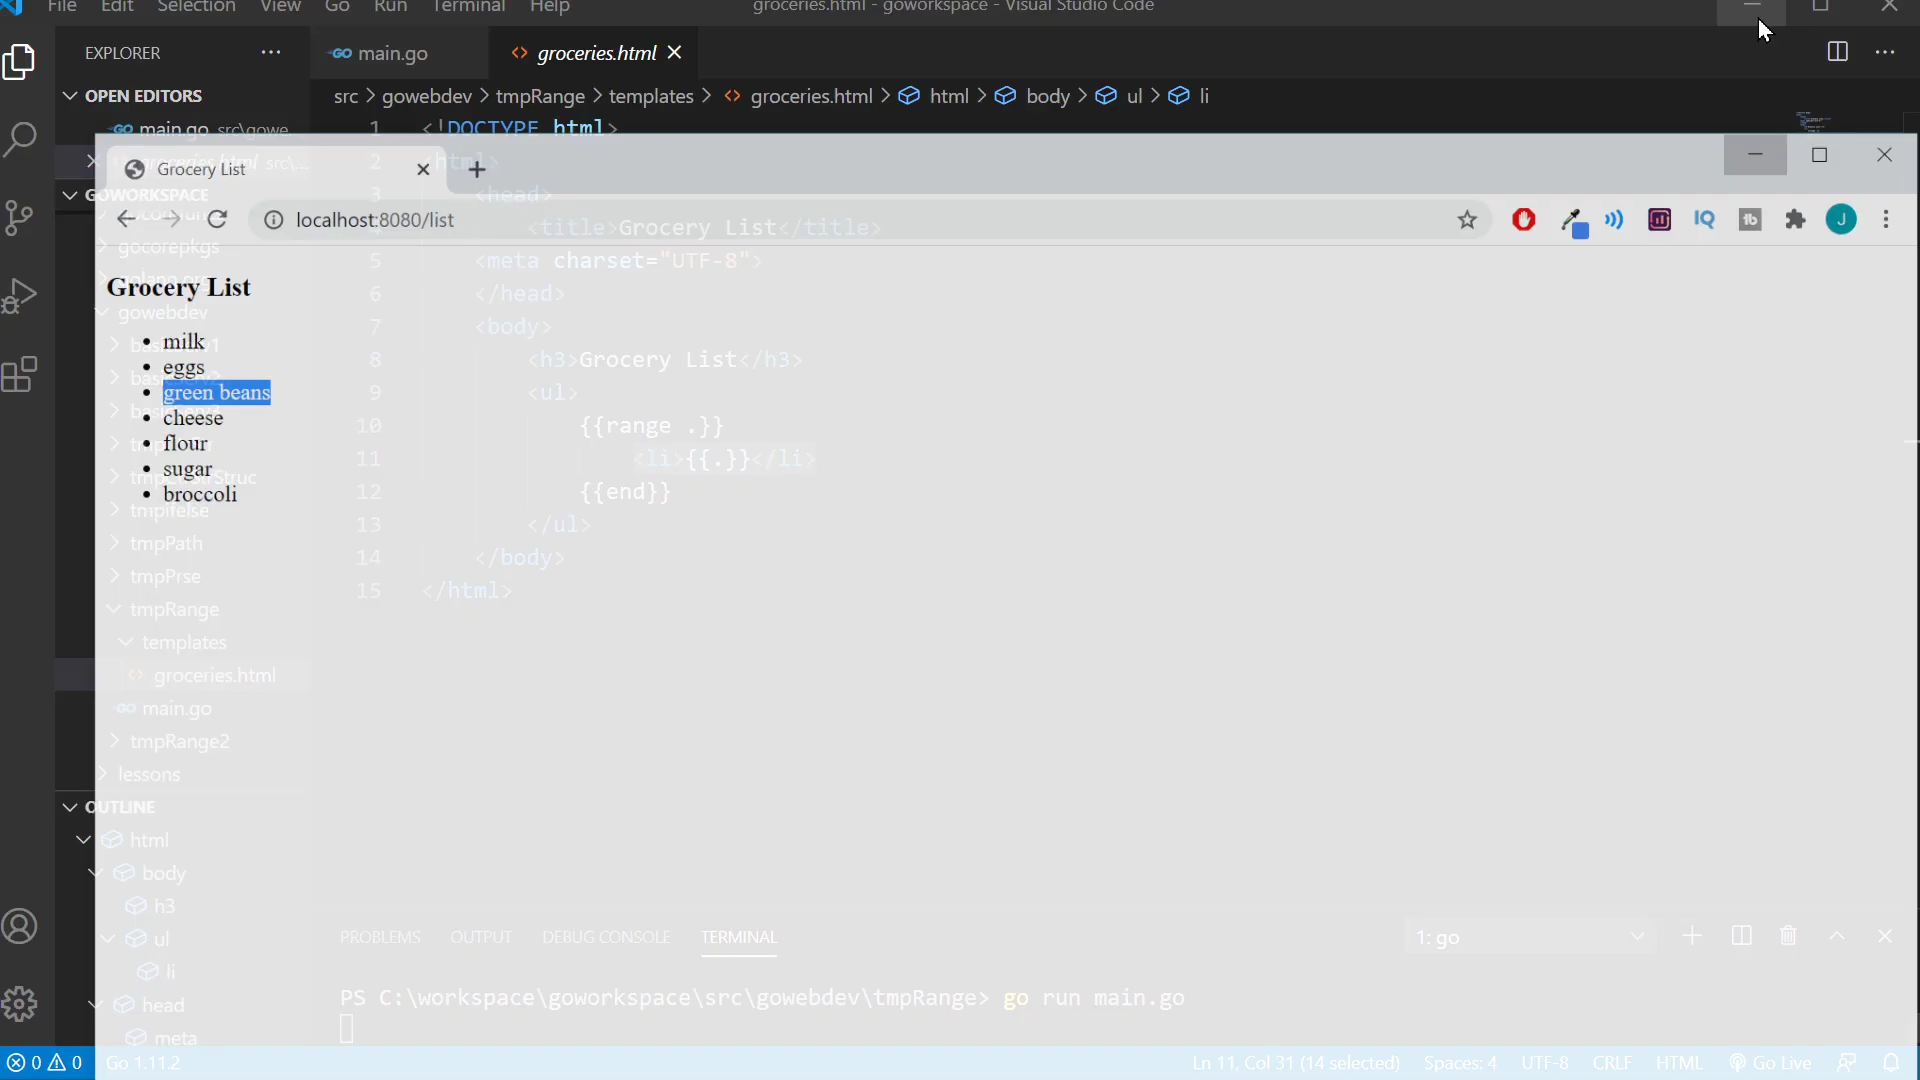 File Edit Selection View Go Run Terminal Help groceries.html - goworkspace - Visual Studio Code
EXPLORER
main.go groceries.html
OPEN EDITORS
src > gowebdev > tmpRange > templates > groceries.html > html > body > ul > li
main.go src\gowe...
groceries.html src\...
GOWORKSPACE
gocorepkgs
gowebdev
tmpPath
tmpPrse
tmpRange
templates
groceries.html
main.go
tmpRange2
lessons
OUTLINE
html
body
h3
ul
li
head
meta
1 <!DOCTYPE html>
2 <html>
3 <head>
<title>Grocery List</title>
5 <meta charset="UTF-8">
6 </head>
7 <body>
8 <h3>Grocery List</h3>
9 <ul>
10 {{range .}}
11 <li>{{.}}</li>
12 {{end}}
13 </ul>
14 </body>
15 </html>
Grocery List
localhost:8080/list
IQ
tb
J
Grocery List
• milk
• eggs
• green beans
• cheese
• flour
• sugar
• broccoli
PROBLEMS OUTPUT DEBUG CONSOLE TERMINAL 1: go
PS C:\workspace\goworkspace\src\gowebdev\tmpRange> go run main.go
0 0 Go 1.11.2 Ln 11, Col 31 (14 selected) Spaces: 4 UTF-8 CRLF HTML Go Live